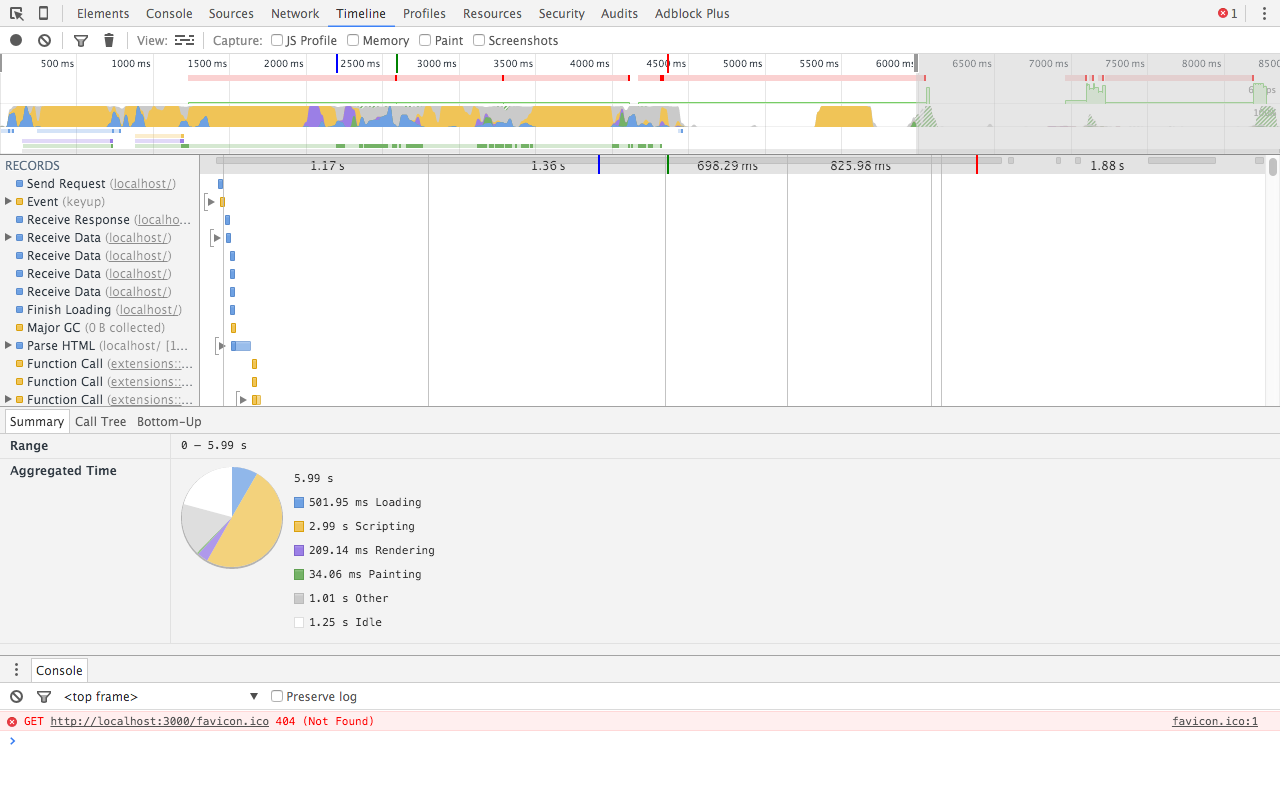 Elements Console Sources Network Timeline Profiles Resources Security Audits Adblock Plus 1
View: Capture: JS Profile Memory Paint Screenshots
500 ms 1000 ms 1500 ms 2000 ms 2500 ms 3000 ms 3500 ms 4000 ms 4500 ms 5000 ms 5500 ms 6000 ms 6500 ms 7000 ms 7500 ms 8000 ms 8500
RECORDS 1.17 s 1.36 s 698.29 ms 825.98 ms 1.88 s
Send Request (localhost/)
Event (keyup)
Receive Response (localho...
Receive Data (localhost/)
Receive Data (localhost/)
Receive Data (localhost/)
Receive Data (localhost/)
Finish Loading (localhost/)
Major GC (0 B collected)
Parse HTML (localhost/ [1...
Function Call (extensions::...
Function Call (extensions::...
Function Call (extensions::...
Summary Call Tree Bottom-Up
Range 0 – 5.99 s
Aggregated Time
5.99 s
501.95 ms Loading
2.99 s Scripting
209.14 ms Rendering
34.06 ms Painting
1.01 s Other
1.25 s Idle
Console
<top frame> ▼ Preserve log
GET http://localhost:3000/favicon.ico 404 (Not Found) favicon.ico:1
>